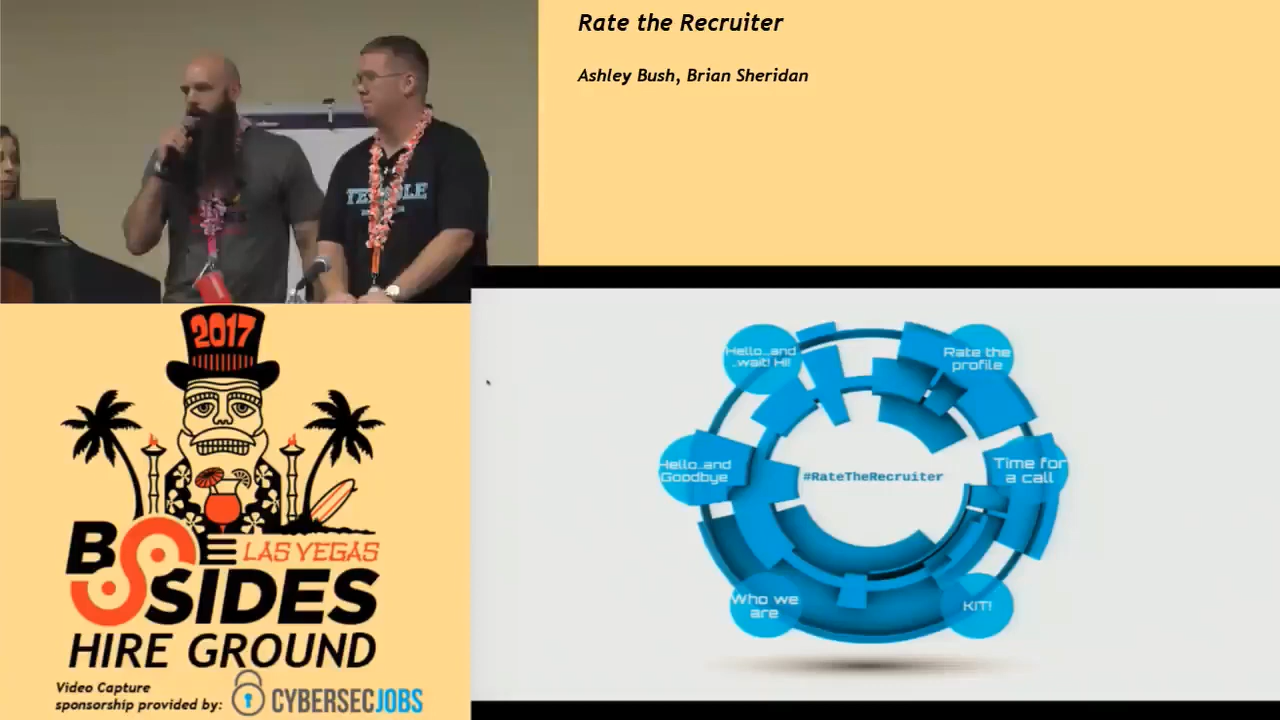 Rate the Recruiter
Ashley Bush, Brian Sheridan
Hello...and
..wait! Hi!
Rate the
profile
Hello..and
Goodbye
#RateTheRecruiter
Time for
a call
Who we
are
KIT!
2017
BSIDES
LAS VEGAS
HIRE GROUND
Video Capture
sponsorship provided by:
CYBERSECJOBS